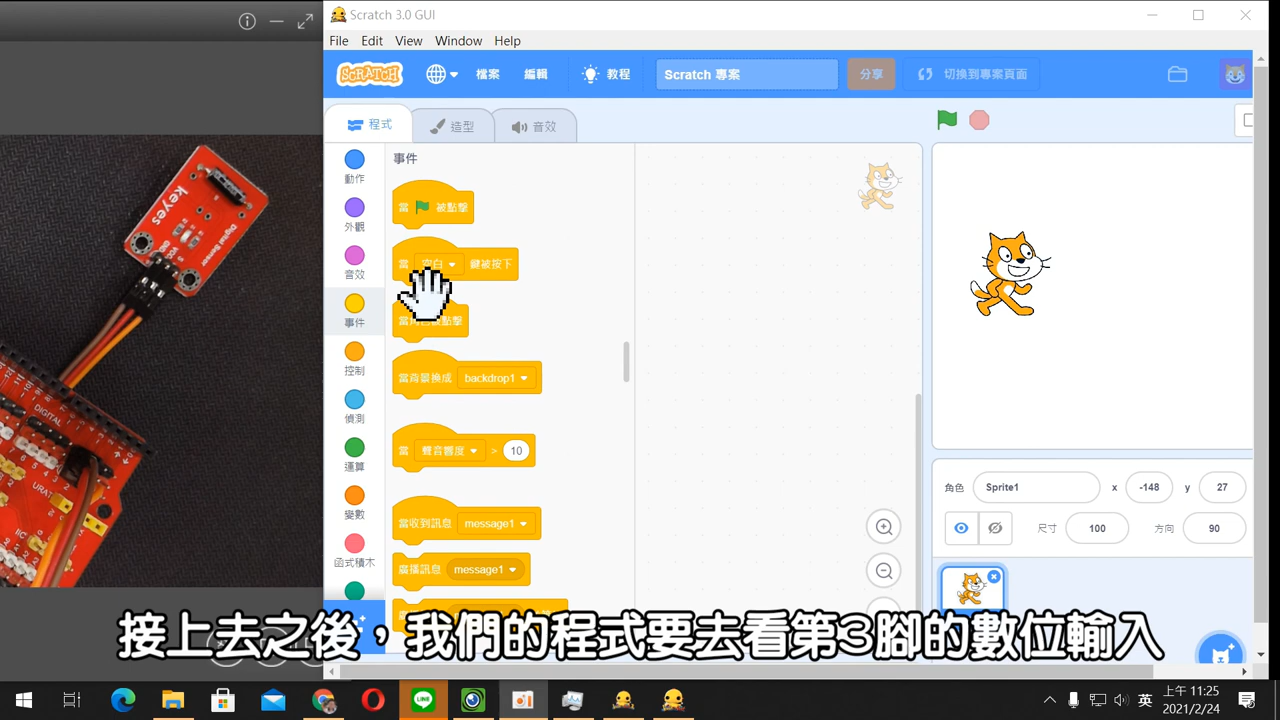 Scratch 3.0 GUI
File Edit View Window Help
SCRATCH 檔案 編輯 教程 Scratch 專案 分享 切換到專案頁面
程式 造型 音效
動作
外觀
音效
事件
控制
偵測
運算
變數
函式積木
事件
當 被點擊
當 空白 鍵被按下
當角色被點擊
當背景換成 backdrop1
當 聲音響度 > 10
當收到訊息 message1
廣播訊息 message1
角色 Sprite1 x -148 y 27
尺寸 100 方向 90
keyes
Digital Sensor
VCC
GND
DIGITAL
IIC
接上去之後，我們的程式要去看第3腳的數位輸入
LINE
英
上午 11:25
2021/2/24